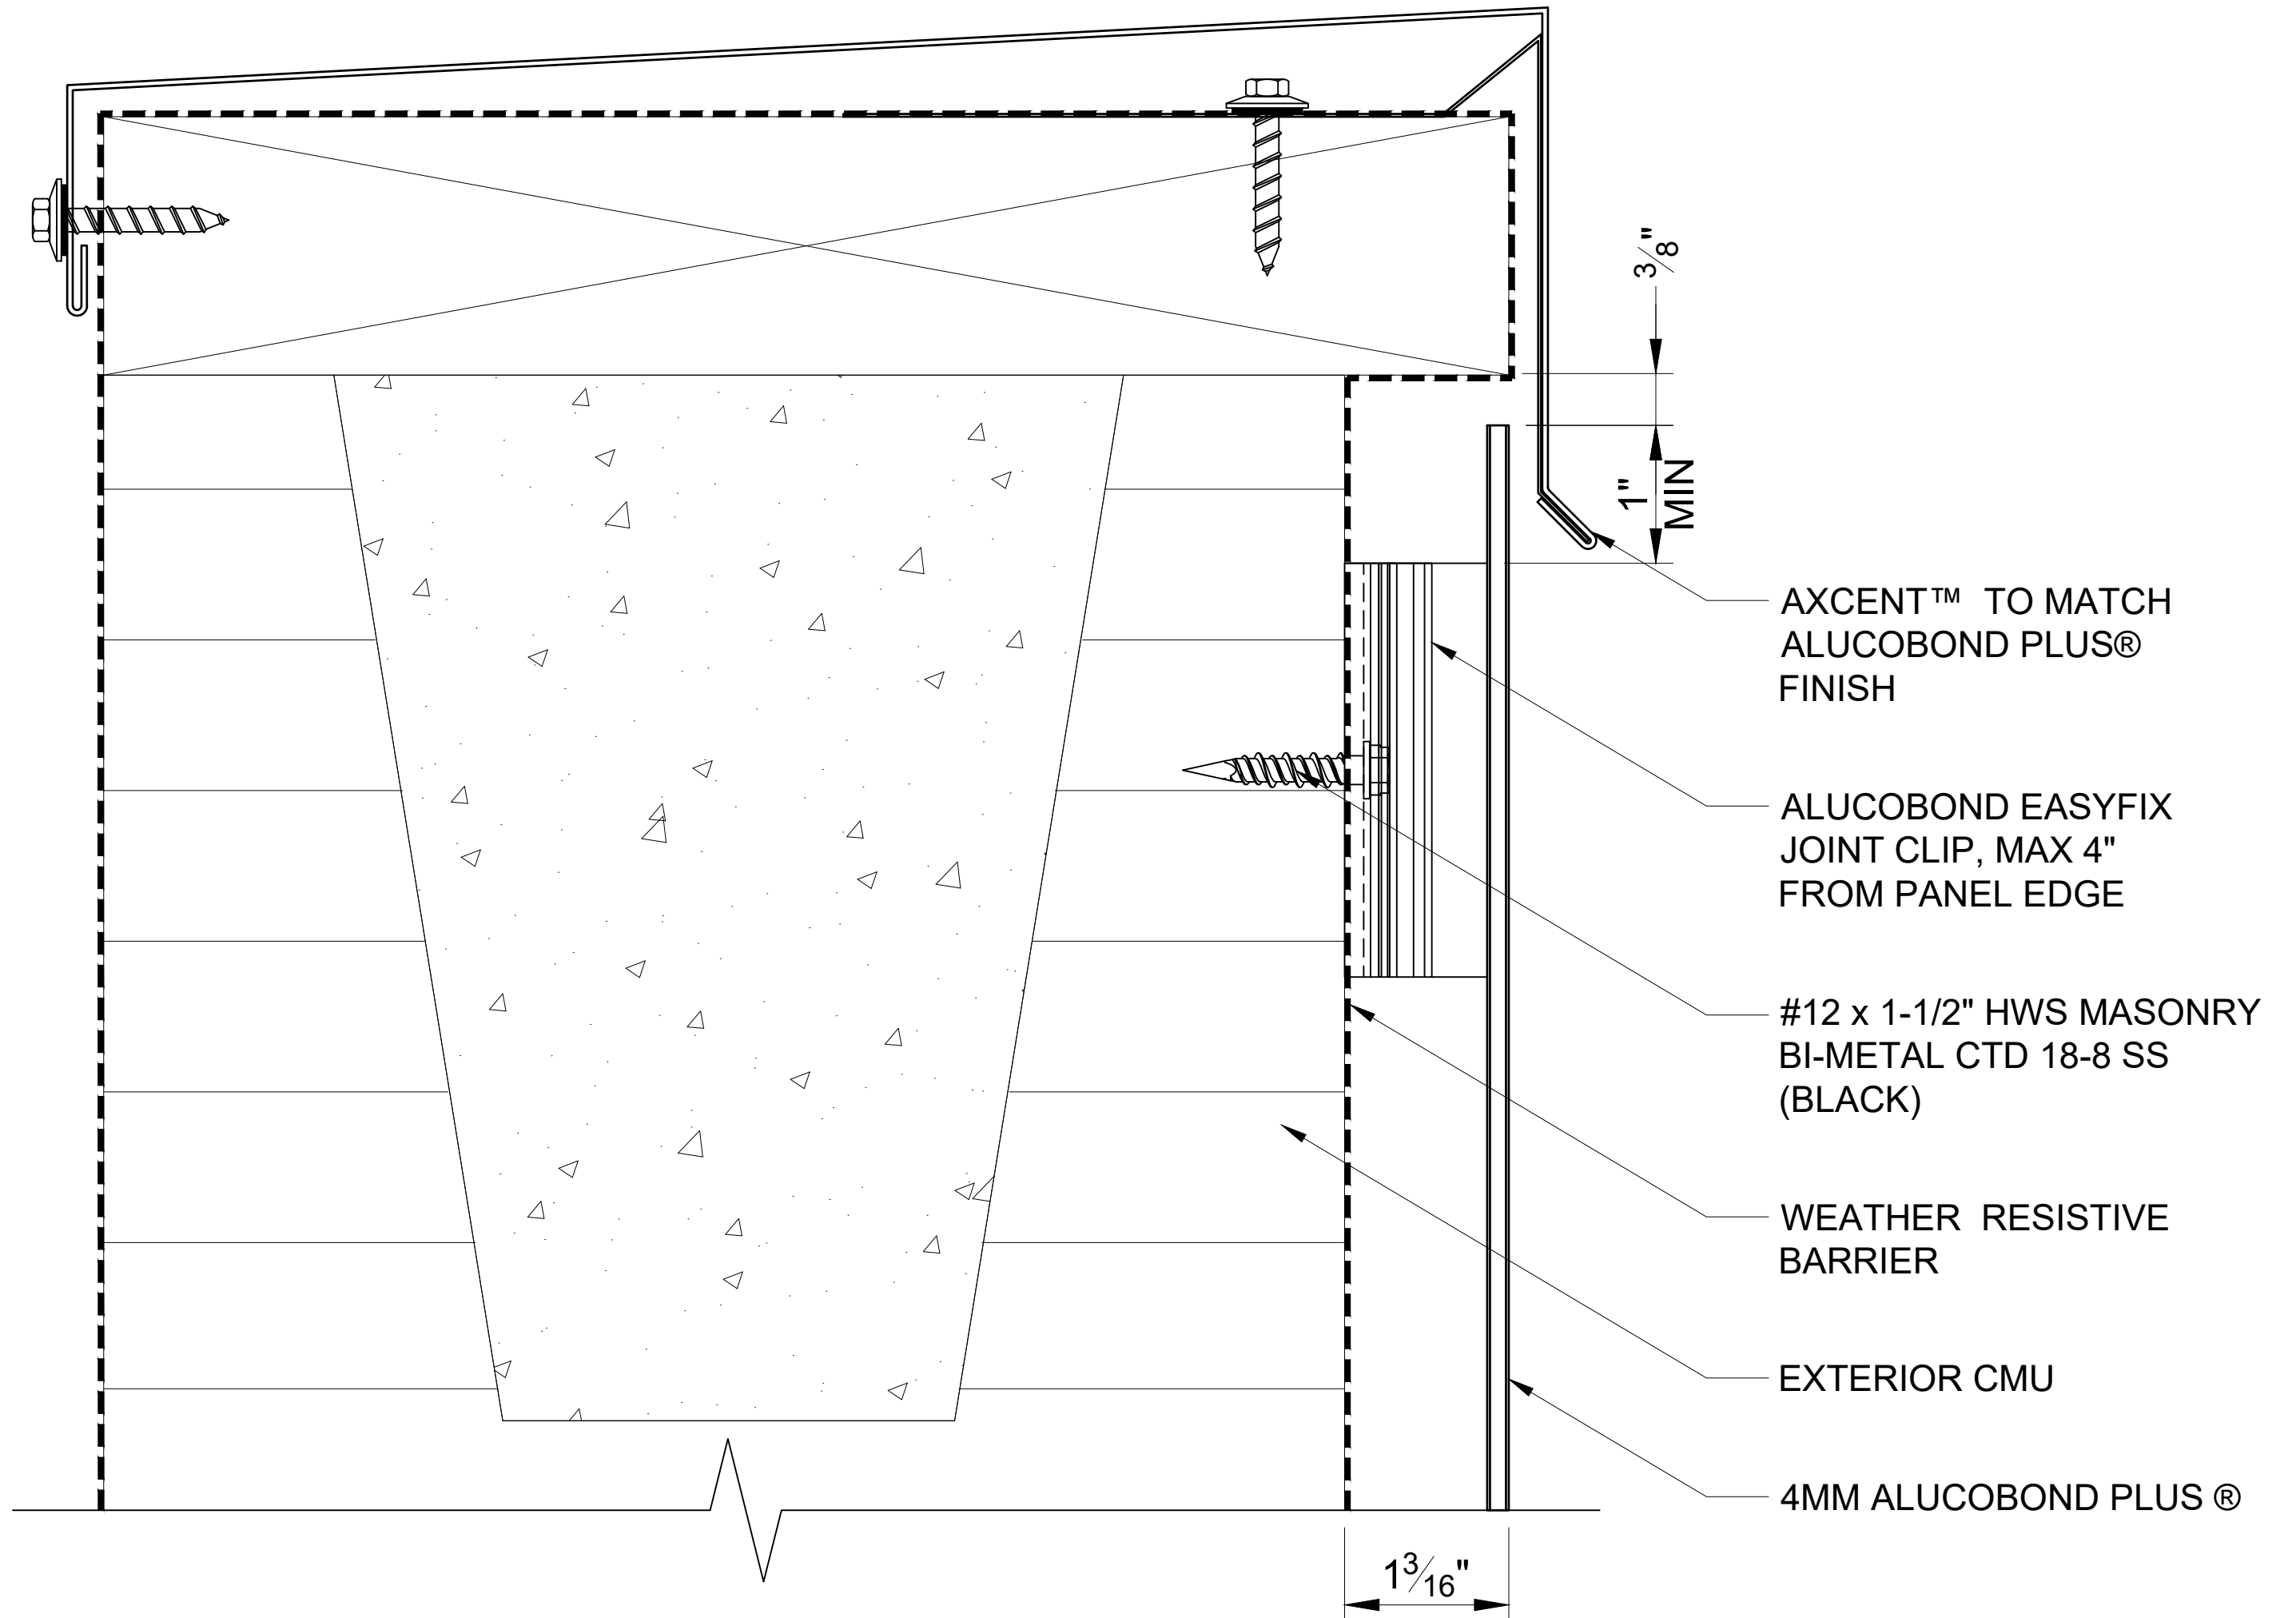 3/8"
1"
MIN
AXCENT™ TO MATCH
ALUCOBOND PLUS®
FINISH
ALUCOBOND EASYFIX
JOINT CLIP, MAX 4"
FROM PANEL EDGE
#12 x 1-1/2" HWS MASONRY
BI-METAL CTD 18-8 SS
(BLACK)
WEATHER RESISTIVE
BARRIER
EXTERIOR CMU
4MM ALUCOBOND PLUS ®
1 3/16"